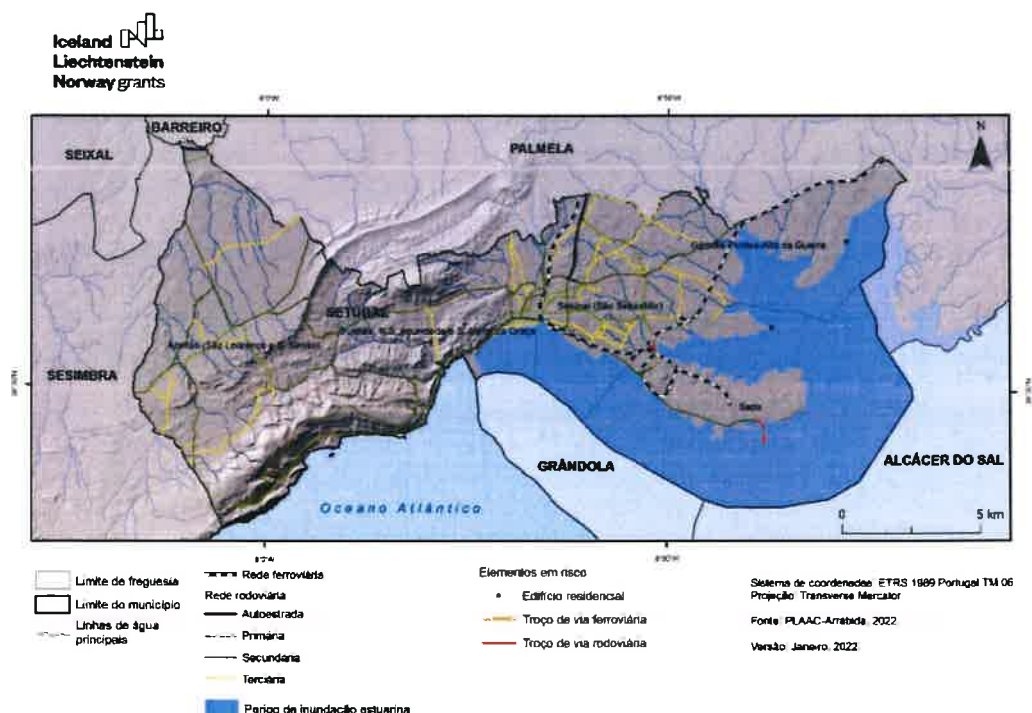 Iceland
Liechtenstein
Norway grants
BARREIRO
SEIXAL
PALMELA
N
SETÚBAL
Setúbal (São Sebastião)
SESIMBRA
Sado
GRÂNDOLA
ALCÁCER DO SAL
Oceano Atlântico
0 5 km
Limite de freguesia
Limite do município
Linhas de água
principais
Rede ferroviária
Rede rodoviária
Autoestrada
Primária
Secundária
Terciária
Perigo de inundação estuarina
Elementos em risco
Edifício residencial
Troço de via ferroviária
Troço de via rodoviária
Sistema de coordenadas: ETRS 1989 Portugal TM 06
Projeção: Transverse Mercator
Fonte: PLAAC-Arrábida, 2022
Versão: Janeiro, 2022